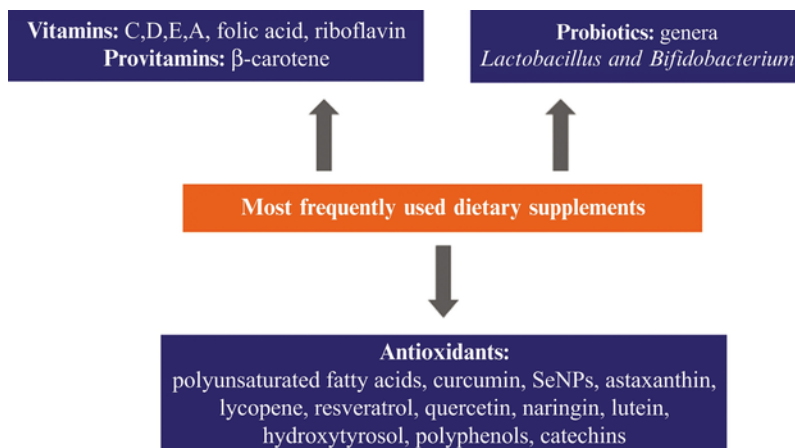 Vitamins: C,D,E,A, folic acid, riboflavin
Provitamins: β-carotene
Probiotics: genera
Lactobacillus and Bifidobacterium
Most frequently used dietary supplements
Antioxidants:
polyunsaturated fatty acids, curcumin, SeNPs, astaxanthin,
lycopene, resveratrol, quercetin, naringin, lutein,
hydroxytyrosol, polyphenols, catechins